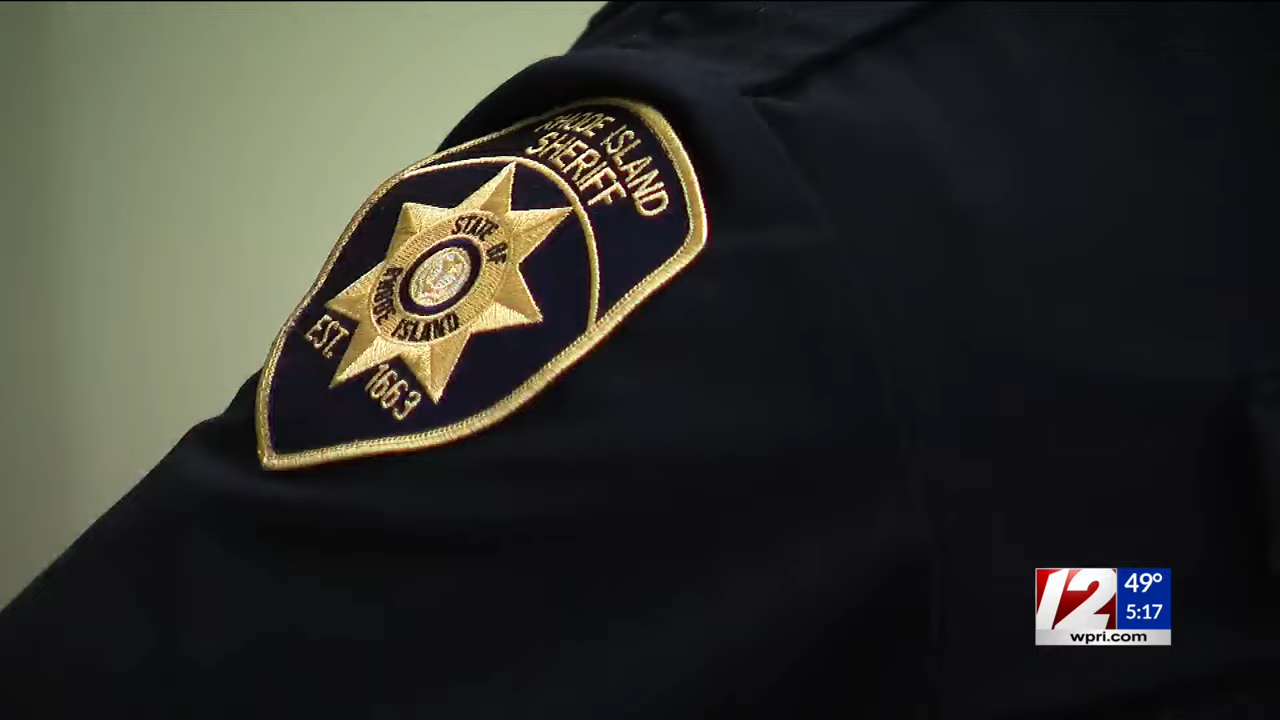 RHODE ISLAND
SHERIFF
STATE OF
RHODE ISLAND
EST. 1663
12
49°
5:17
wpri.com